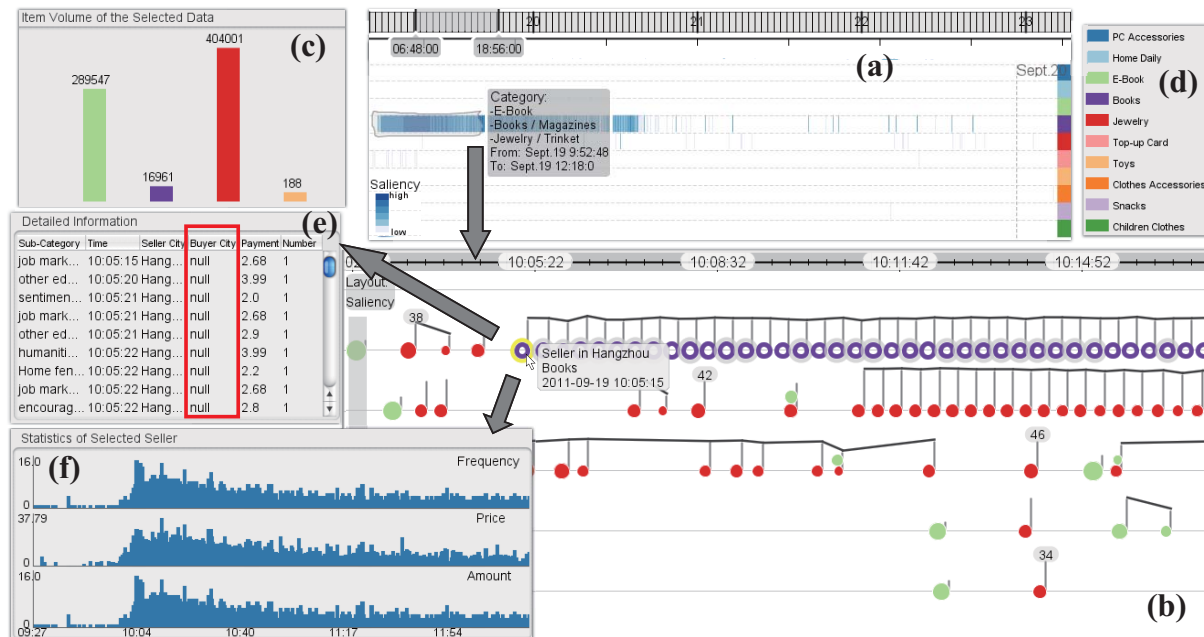 Item Volume of the Selected Data
(c)
404001
289547
16961
188
20
21
22
23
06:48:00
18:56:00
(a)
Sept.20
Category:
-E-Book
-Books / Magazines
-Jewelry / Trinket
From: Sept.19 9:52:48
To: Sept.19 12:18:0
Saliency
high
low
(d)
PC Accessories
Home Daily
E-Book
Books
Jewelry
Top-up Card
Toys
Clothes Accessories
Snacks
Children Clothes
Detailed Information
(e)
Sub-Category Time Seller City Buyer City Payment Number
job mark... 10:05:15 Hang... null 2.68 1
other ed... 10:05:20 Hang... null 3.99 1
sentimen... 10:05:21 Hang... null 2.0 1
job mark... 10:05:21 Hang... null 2.68 1
other ed... 10:05:21 Hang... null 2.9 1
humaniti... 10:05:22 Hang... null 3.99 1
Home fen... 10:05:22 Hang... null 2.2 1
job mark... 10:05:22 Hang... null 2.68 1
encourag... 10:05:22 Hang... null 2.8 1
10:05:22
10:08:32
10:11:42
10:14:52
Layout:
Saliency
38
Seller in Hangzhou
Books
2011-09-19 10:05:15
42
46
34
(b)
Statistics of Selected Seller
(f)
16.0
Frequency
0
37.79
Price
0
16.0
Amount
0
09:27
10:04
10:40
11:17
11:54